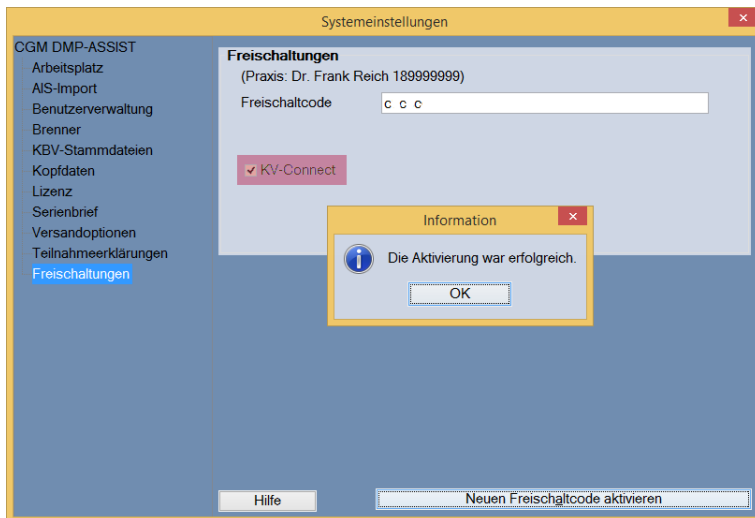 Systemeinstellungen
CGM DMP-ASSIST
Arbeitsplatz
AIS-Import
Benutzerverwaltung
Brenner
KBV-Stammdateien
Kopfdaten
Lizenz
Serienbrief
Versandoptionen
Teilnahmeerklärungen
Freischaltungen
Freischaltungen
(Praxis: Dr. Frank Reich 189999999)
Freischaltcode
c c c
KV-Connect
Information
Die Aktivierung war erfolgreich.
OK
Hilfe
Neuen Freischaltcode aktivieren